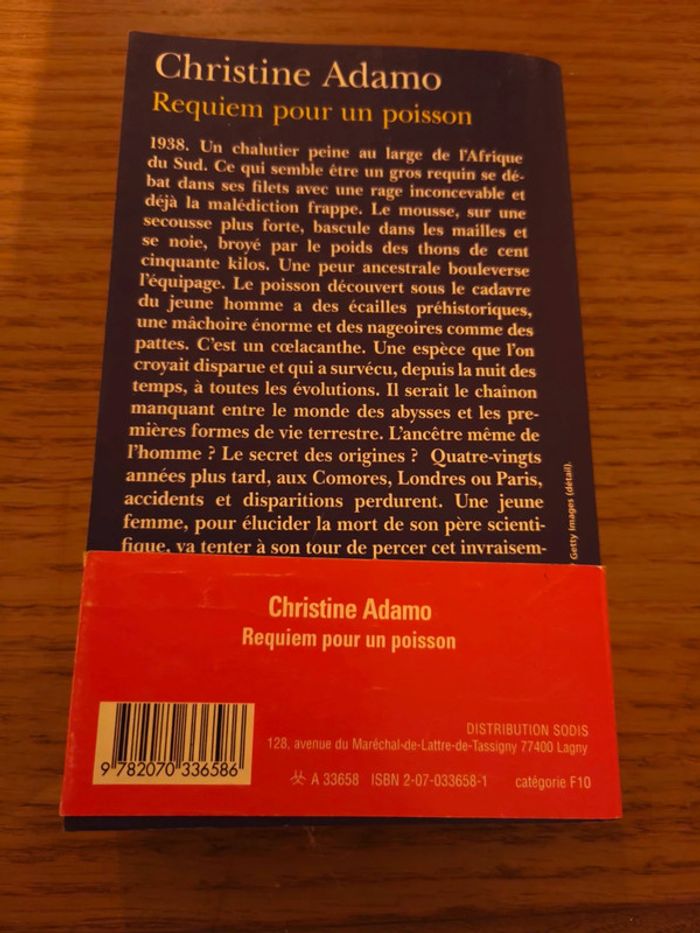 Christine Adamo
Requiem pour un poisson
1938. Un chalutier peine au large de l'Afrique
du Sud. Ce qui semble être un gros requin se dé-
bat dans ses filets avec une rage inconcevable et
déjà la malédiction frappe. Le mousse, sur une
secousse plus forte, bascule dans les mailles et
se noie, broyé par le poids des thons de cent
cinquante kilos. Une peur ancestrale bouleverse
l'équipage. Le poisson découvert sous le cadavre
du jeune homme a des écailles préhistoriques,
une mâchoire énorme et des nageoires comme des
pattes. C'est un cœlacanthe. Une espèce que l'on
croyait disparue et qui a survécu, depuis la nuit des
temps, à toutes les évolutions. Il serait le chaînon
manquant entre le monde des abysses et les pre-
mières formes de vie terrestre. L'ancêtre même de
l'homme ? Le secret des origines ? Quatre-vingts
années plus tard, aux Comores, Londres ou Paris,
accidents et disparitions perdurent. Une jeune
femme, pour élucider la mort de son père scienti-
fique, va tenter à son tour de percer cet invraisem-
/ Getty Images (détail).
Christine Adamo
Requiem pour un poisson
DISTRIBUTION SODIS
128, avenue du Maréchal-de-Lattre-de-Tassigny 77400 Lagny
9 782070 336586
A 33658 ISBN 2-07-033658-1 catégorie F10